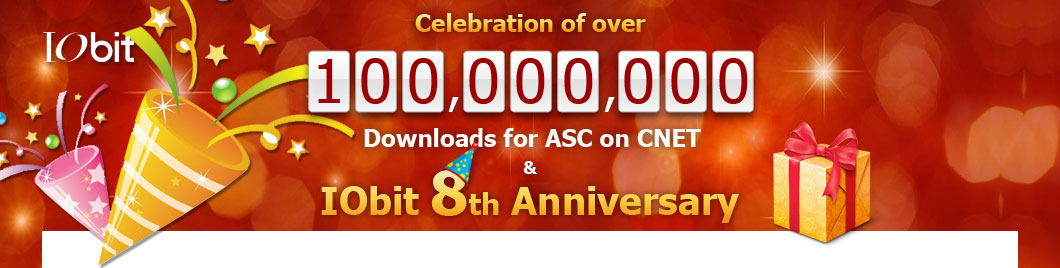 IObit
Celebration of over
100,000,000
Downloads for ASC on CNET
&
IObit 8th Anniversary